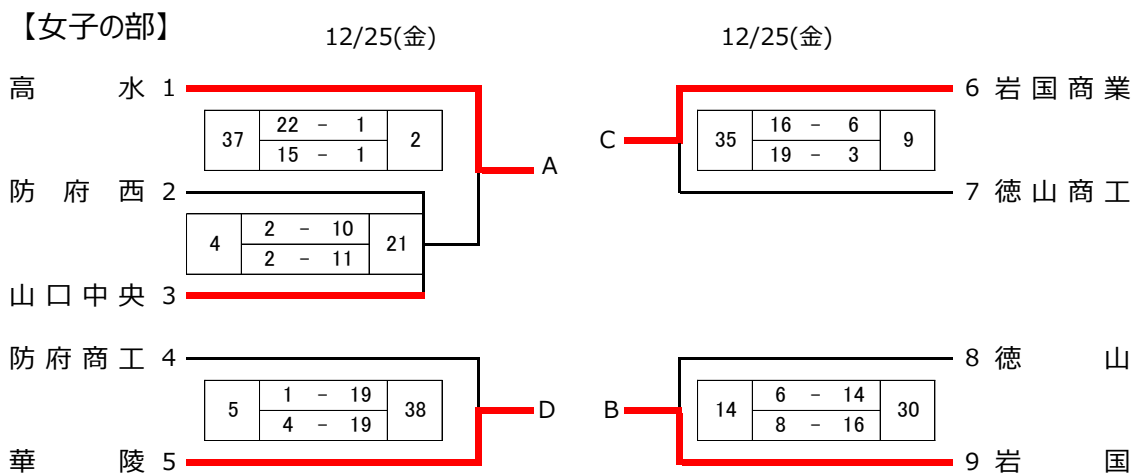 【女子の部】
12/25(金) 12/25(金)
高水 1
37 22 - 1 2
15 - 1
A
防府西 2
4 2 - 10 21
2 - 11
山口中央 3
防府商工 4
5 1 - 19 38
4 - 19
D
華陵 5
6 岩国商業
C
35 16 - 6 9
19 - 3
7 徳山商工
8 徳山
B
14 6 - 14 30
8 - 16
9 岩国